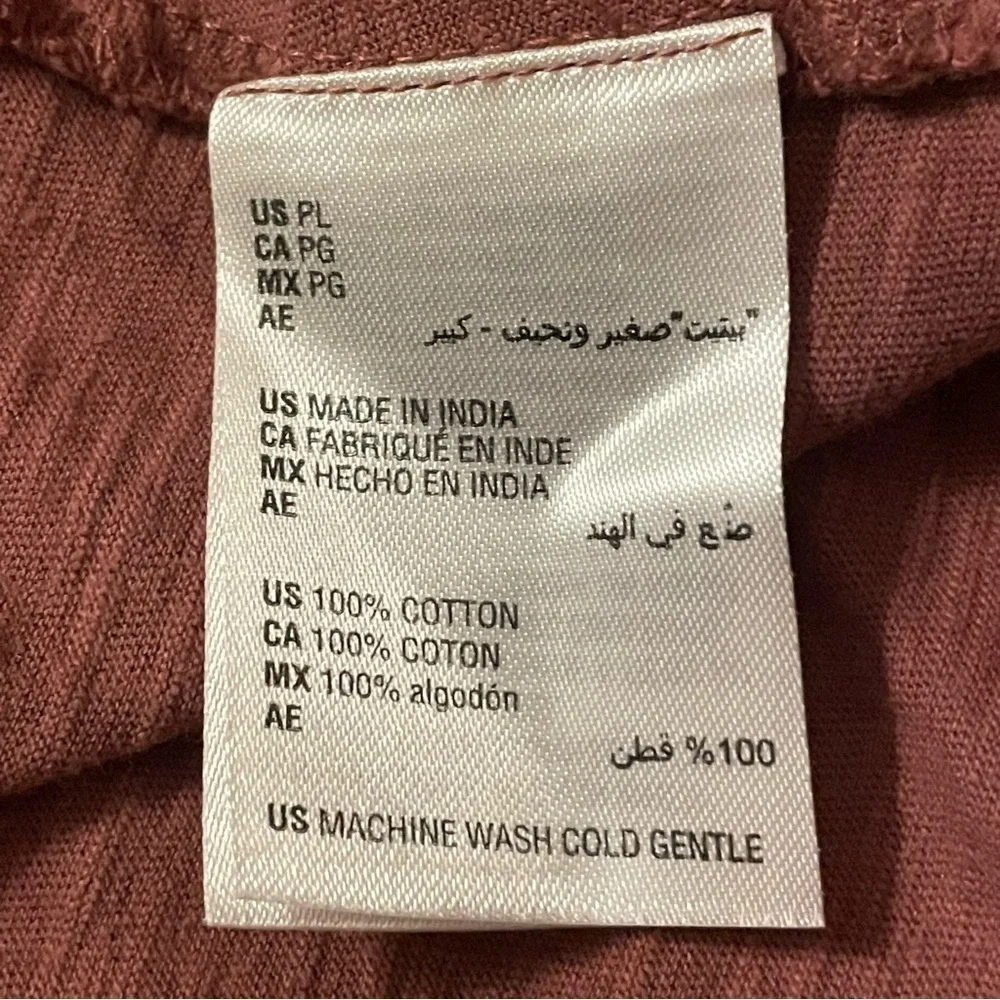 US PL
CA PG
MX PG
AE
"بيتيت"صغير ونحيف - كبير
US MADE IN INDIA
CA FABRIQUÉ EN INDE
MX HECHO EN INDIA
AE
صُنع في الهند
US 100% COTTON
CA 100% COTON
MX 100% algodón
AE
100% قطن
US MACHINE WASH COLD GENTLE